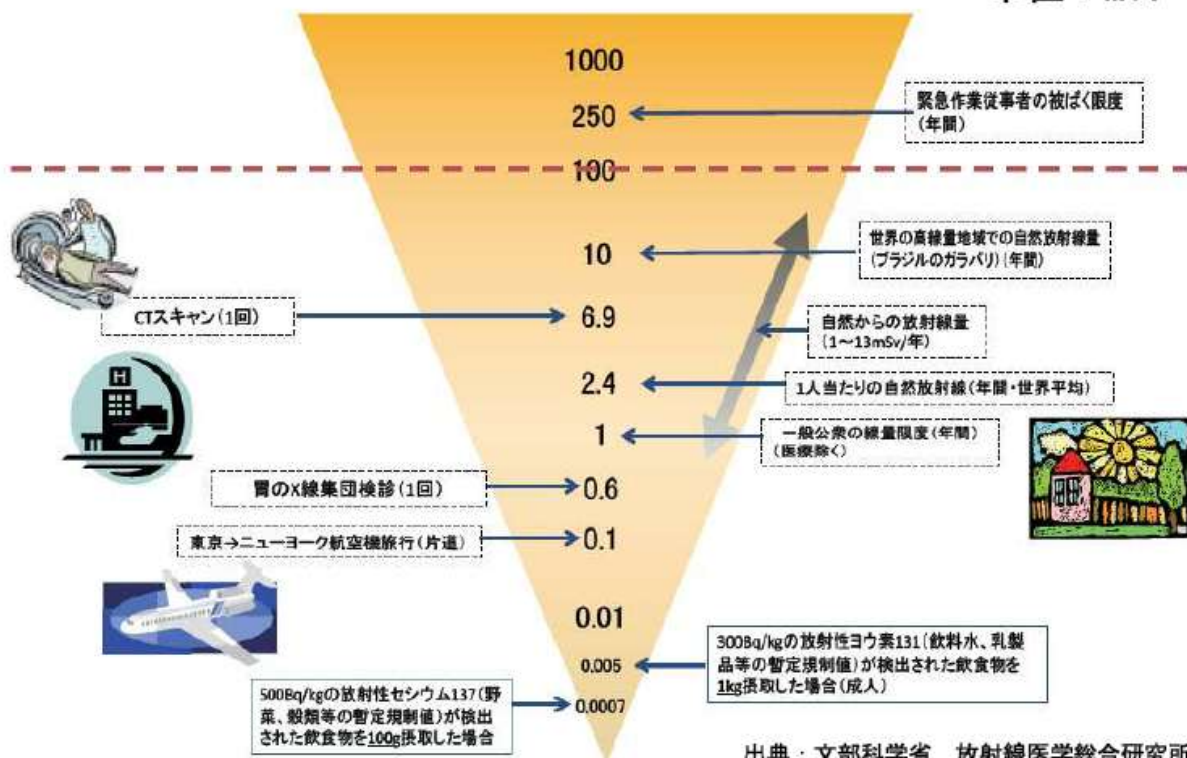 1000
250
緊急作業従事者の被ばく限度
(年間)
100
10
世界の高線量地域での自然放射線量
(ブラジルのガラパリ)(年間)
CTスキャン(1回)
6.9
自然からの放射線量
(1～13mSv/年)
2.4
1人当たりの自然放射線(年間・世界平均)
1
一般公衆の線量限度(年間)
(医療除く)
胃のX線集団検診(1回)
0.6
東京→ニューヨーク航空機旅行(片道)
0.1
0.01
0.005
300Bq/kgの放射性ヨウ素131(飲料水、乳製
品等の暫定規制値)が検出された飲食物を
1kg摂取した場合(成人)
500Bq/kgの放射性セシウム137(野
菜、穀類等の暫定規制値)が検出
された飲食物を100g摂取した場合
0.0007
H
出典：文部科学省、放射線医学総合研究所